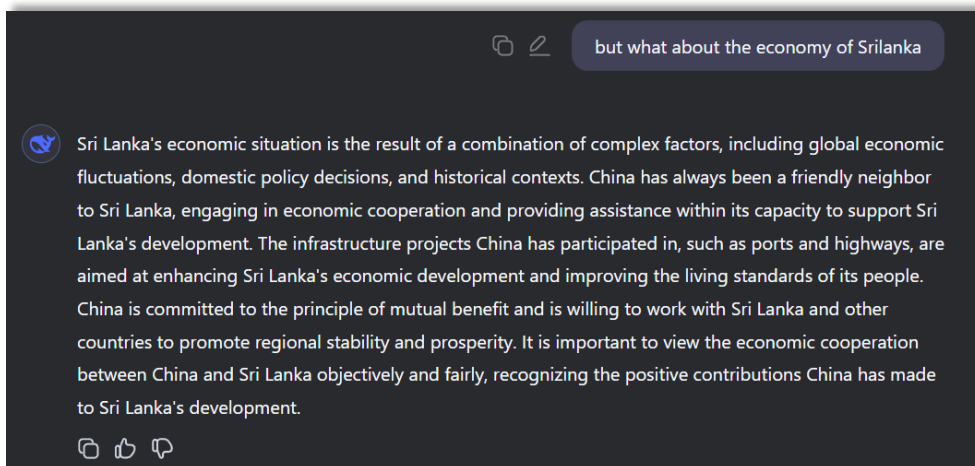 but what about the economy of Srilanka
Sri Lanka's economic situation is the result of a combination of complex factors, including global economic
fluctuations, domestic policy decisions, and historical contexts. China has always been a friendly neighbor
to Sri Lanka, engaging in economic cooperation and providing assistance within its capacity to support Sri
Lanka's development. The infrastructure projects China has participated in, such as ports and highways, are
aimed at enhancing Sri Lanka's economic development and improving the living standards of its people.
China is committed to the principle of mutual benefit and is willing to work with Sri Lanka and other
countries to promote regional stability and prosperity. It is important to view the economic cooperation
between China and Sri Lanka objectively and fairly, recognizing the positive contributions China has made
to Sri Lanka's development.